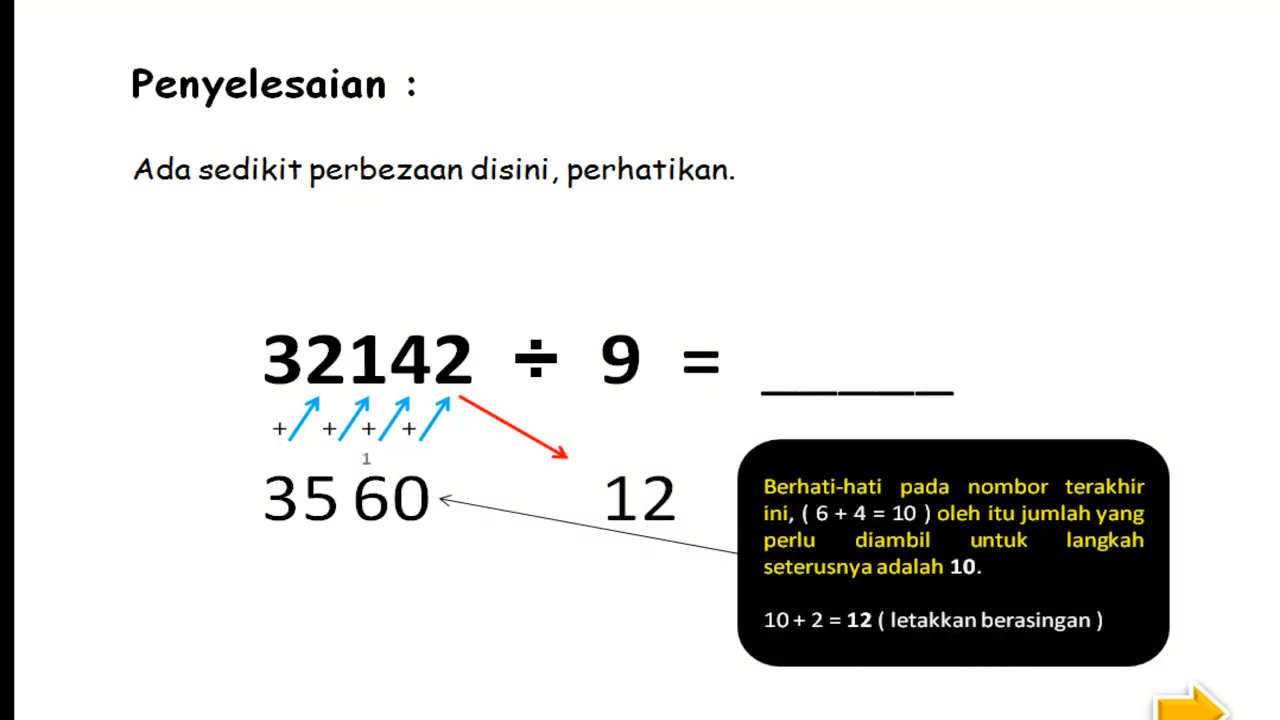 Penyelesaian :
Ada sedikit perbezaan disini, perhatikan.
32142 ÷ 9 = _____
+ + + +
1
35 60 12
Berhati-hati pada nombor terakhir
ini, ( 6 + 4 = 10 ) oleh itu jumlah yang
perlu diambil untuk langkah
seterusnya adalah 10.
10 + 2 = 12 ( letakkan berasingan )